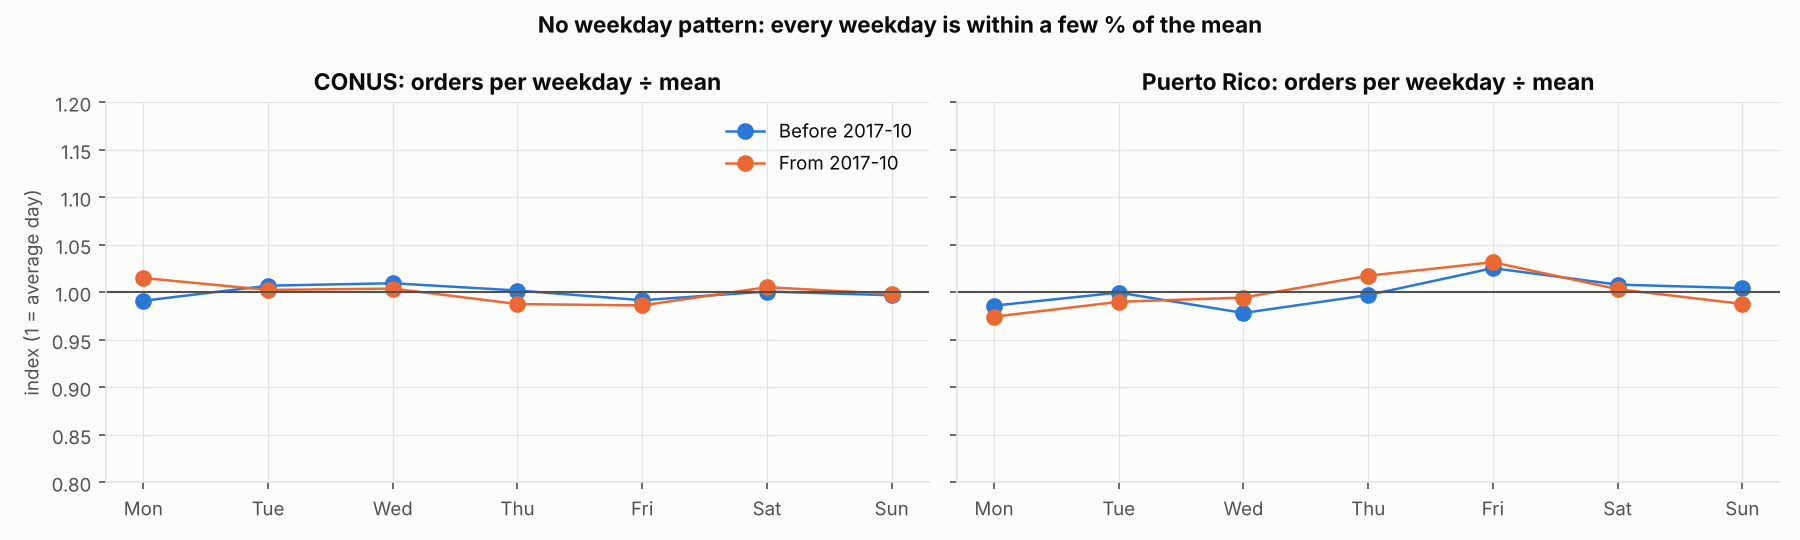 No weekday pattern: every weekday is within a few % of the mean
CONUS: orders per weekday ÷ mean
Before 2017-10
From 2017-10
index (1 = average day)
1.20
1.15
1.10
1.05
1.00
0.95
0.90
0.85
0.80
Mon Tue Wed Thu Fri Sat Sun
Puerto Rico: orders per weekday ÷ mean
Mon Tue Wed Thu Fri Sat Sun